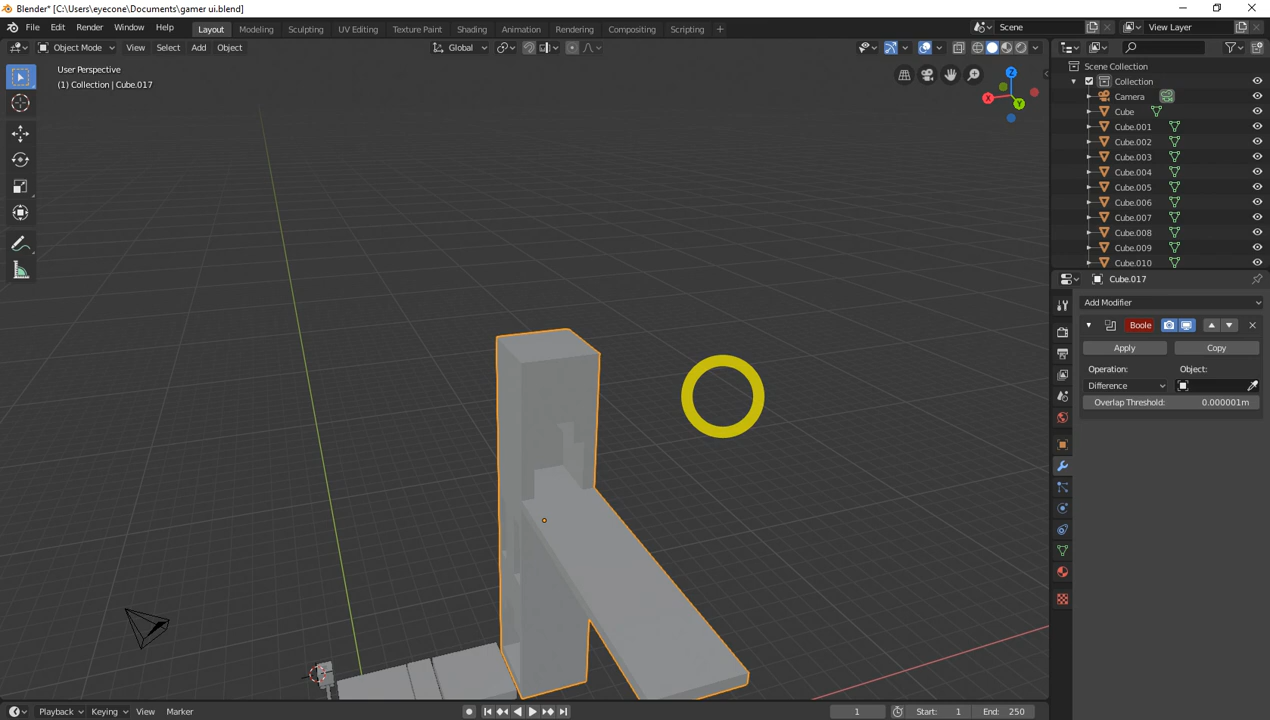 Blender* [C:\Users\eyecone\Documents\gamer ui.blend]
File Edit Render Window Help Layout Modeling Sculpting UV Editing Texture Paint Shading Animation Rendering Compositing Scripting + Scene View Layer
Object Mode View Select Add Object Global
User Perspective
(1) Collection | Cube.017
Z
X
Y
Scene Collection
Collection
Camera
Cube
Cube.001
Cube.002
Cube.003
Cube.004
Cube.005
Cube.006
Cube.007
Cube.008
Cube.009
Cube.010
Cube.017
Add Modifier
Boole
Apply Copy
Operation: Object:
Difference
Overlap Threshold: 0.000001m
Playback Keying View Marker 1 Start: 1 End: 250